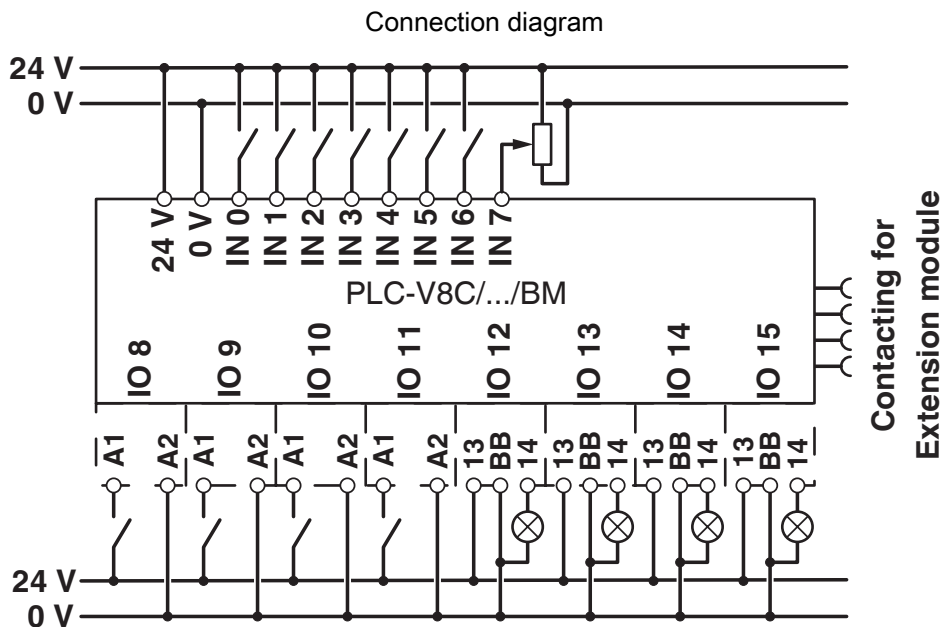 Connection diagram
24 V
0 V
24 V
0 V
IN 0
IN 1
IN 2
IN 3
IN 4
IN 5
IN 6
IN 7
PLC-V8C/.../BM
Contacting for
Extension module
IO 8
IO 9
IO 10
IO 11
IO 12
IO 13
IO 14
IO 15
A1
A2
A1
A2
A1
A2
A1
A2
13
BB
14
13
BB
14
13
BB
14
13
BB
14
24 V
0 V